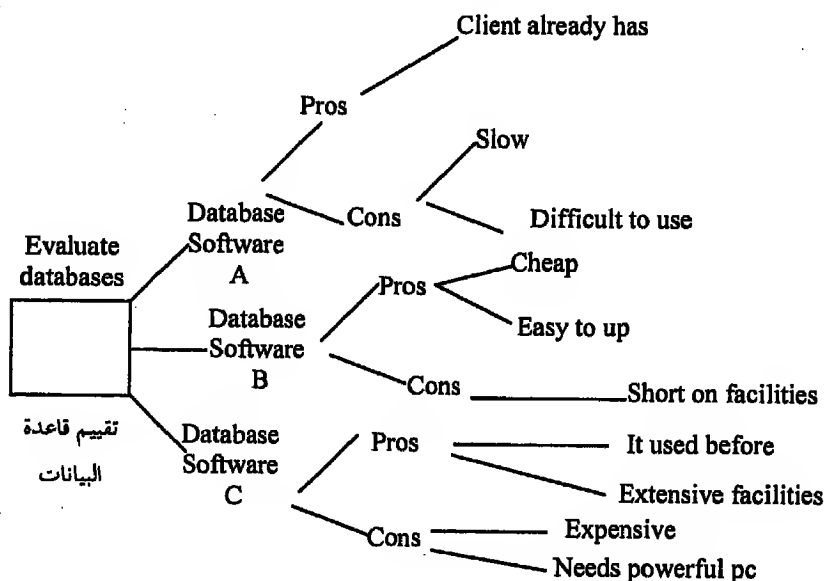 Client already has
Pros
Slow
Database
Software
A
Cons
Difficult to use
Evaluate
databases
Cheap
Pros
Easy to up
Database
Software
B
Cons
Short on facilities
تقييم قاعدة
البيانات
Database
Software
C
Pros
It used before
Extensive facilities
Cons
Expensive
Needs powerful pc